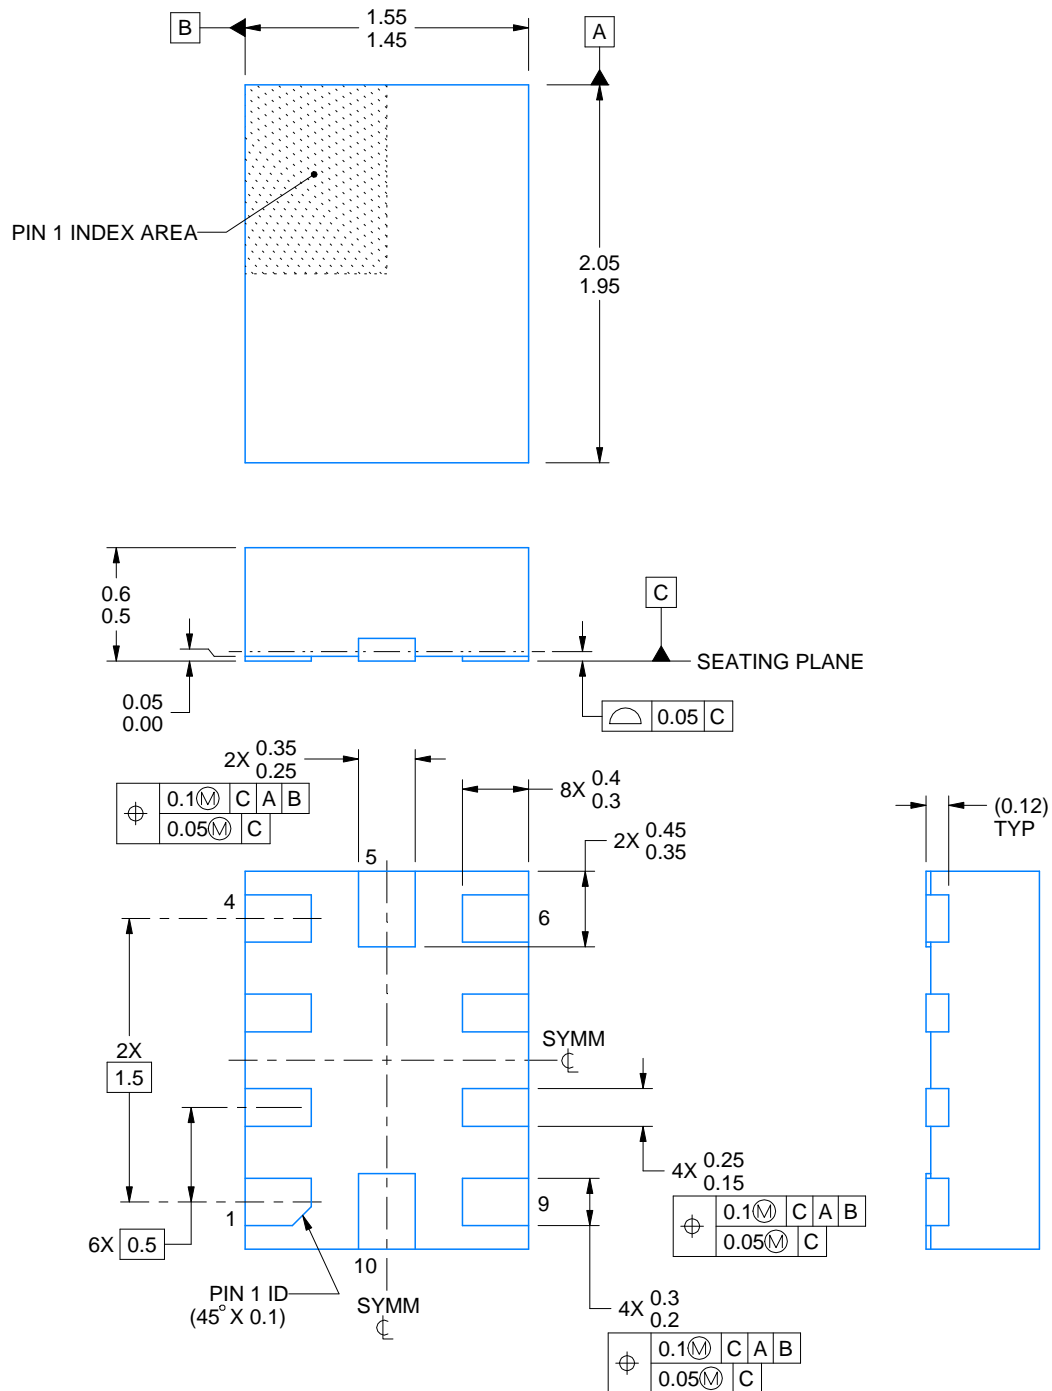 B
1.55
1.45
A
PIN 1 INDEX AREA
2.05
1.95
0.6
0.5
C
SEATING PLANE
0.05
0.00
0.05 C
2X 0.35
0.25
0.1Ⓜ C A B
0.05Ⓜ C
8X 0.4
0.3
2X 0.45
0.35
(0.12)
TYP
5
4
6
SYMM
℄
2X
1.5
4X 0.25
0.15
0.1Ⓜ C A B
0.05Ⓜ C
1
9
6X 0.5
10
PIN 1 ID
(45° X 0.1)
SYMM
℄
4X 0.3
0.2
0.1Ⓜ C A B
0.05Ⓜ C